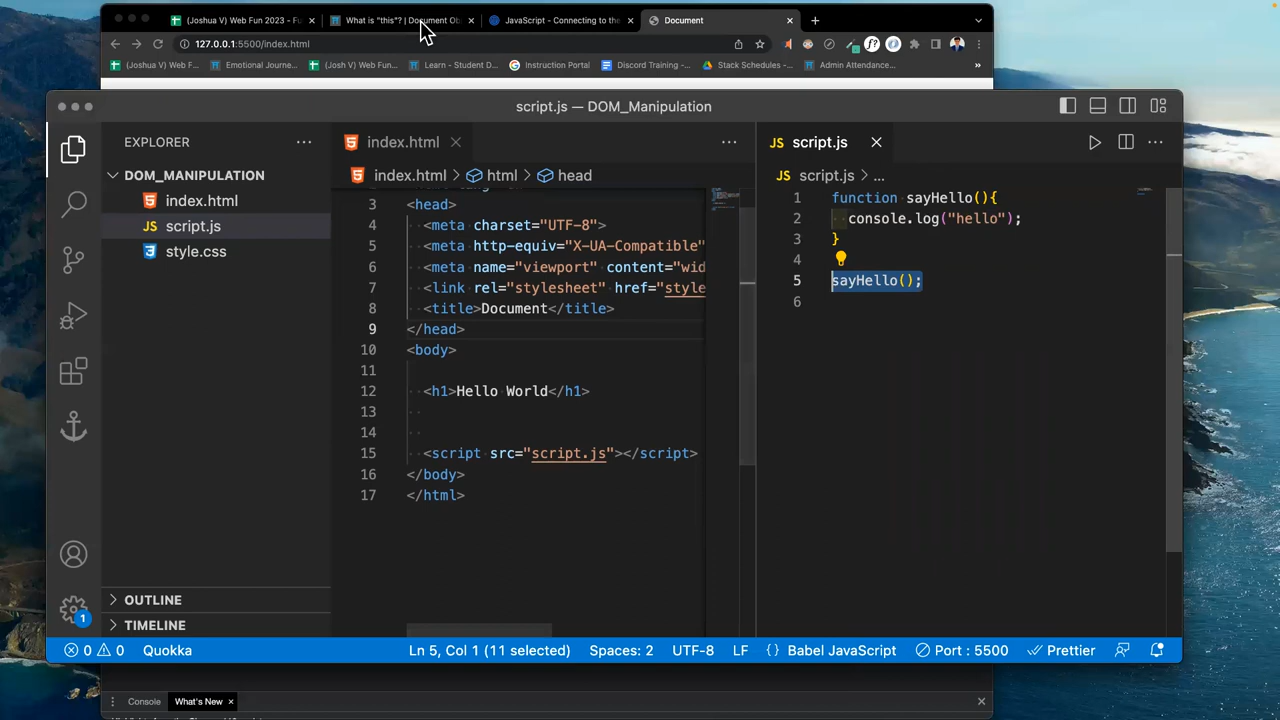 (Joshua V) Web Fun 2023 - Fu
What is "this"? | Document Ob
JavaScript - Connecting to the
Document
127.0.0.1:5500/index.html
(Joshua V) Web F...
Emotional Journe...
(Josh V) Web Fun...
Learn - Student D...
Instruction Portal
Discord Training -...
Stack Schedules -...
Admin Attendance...
script.js — DOM_Manipulation
EXPLORER
DOM_MANIPULATION
index.html
script.js
style.css
OUTLINE
TIMELINE
index.html
index.html > html > head
3 <head>
4 <meta charset="UTF-8">
5 <meta http-equiv="X-UA-Compatible"
6 <meta name="viewport" content="wid
7 <link rel="stylesheet" href="style
8 <title>Document</title>
9 </head>
10 <body>
11
12 <h1>Hello World</h1>
13
14
15 <script src="script.js"></script>
16 </body>
17 </html>
JS script.js
JS script.js > ...
1 function sayHello(){
2 console.log("hello");
3 }
4
5 sayHello();
6
1
0 0 Quokka Ln 5, Col 1 (11 selected) Spaces: 2 UTF-8 LF {} Babel JavaScript Port : 5500 Prettier
Console What's New